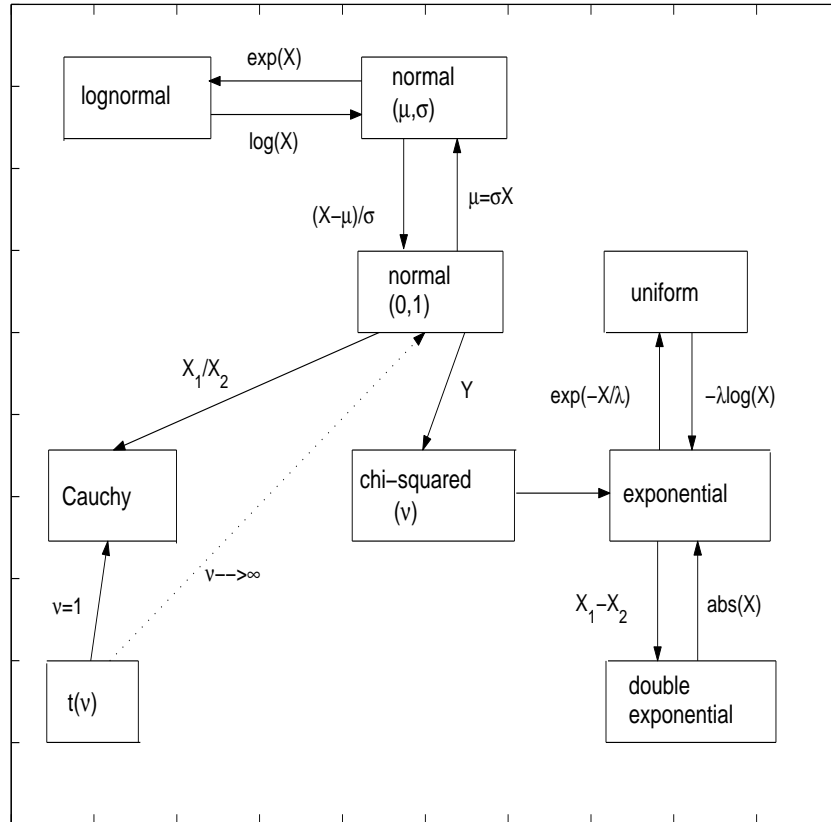 exp(X)
lognormal
normal
(μ,σ)
log(X)
(X−μ)/σ
μ=σX
normal
(0,1)
uniform
X₁/X₂
Y
exp(−X/λ)
−λlog(X)
Cauchy
chi−squared
(ν)
exponential
ν−−>∞
ν=1
X₁−X₂
abs(X)
t(ν)
double
exponential